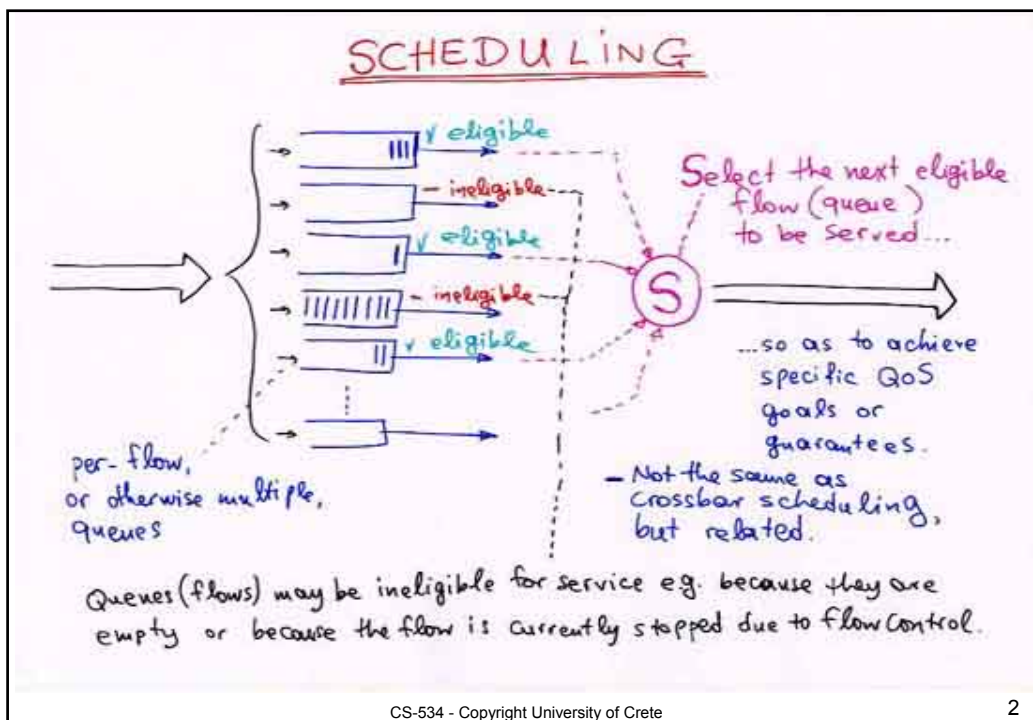 SCHEDULING
√ eligible
- ineligible
√ eligible
- ineligible
√ eligible
Select the next eligible
flow (queue)
to be served...
S
...so as to achieve
specific QoS
goals or
guarantees.
- Not the same as
crossbar scheduling,
but related.
per-flow,
or otherwise multiple,
queues
Queues (flows) may be ineligible for service e.g. because they are
empty or because the flow is currently stopped due to flow control.
CS-534 - Copyright University of Crete
2